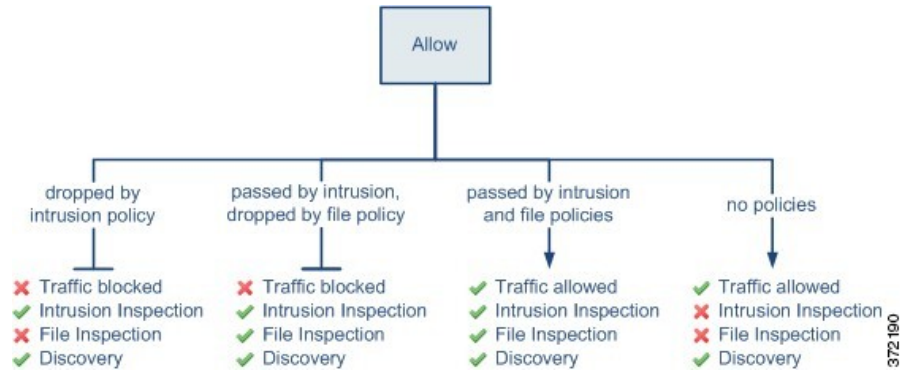 Allow
dropped by
intrusion policy
passed by intrusion,
dropped by file policy
passed by intrusion
and file policies
no policies
Traffic blocked
Intrusion Inspection
File Inspection
Discovery
Traffic blocked
Intrusion Inspection
File Inspection
Discovery
Traffic allowed
Intrusion Inspection
File Inspection
Discovery
Traffic allowed
Intrusion Inspection
File Inspection
Discovery
372190